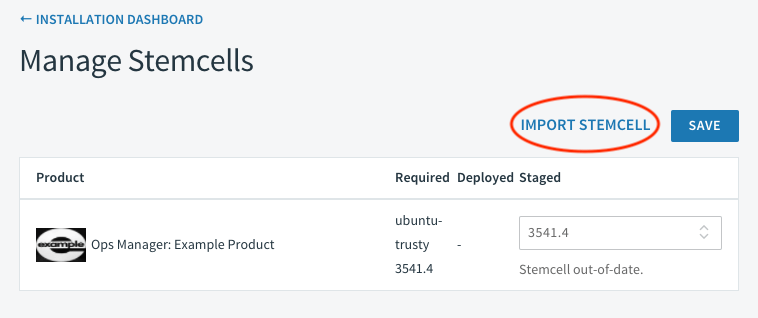 ← INSTALLATION DASHBOARD
Manage Stemcells
IMPORT STEMCELL SAVE
Product Required Deployed Staged
ubuntu-
example Ops Manager: Example Product trusty - 3541.4
3541.4 Stemcell out-of-date.